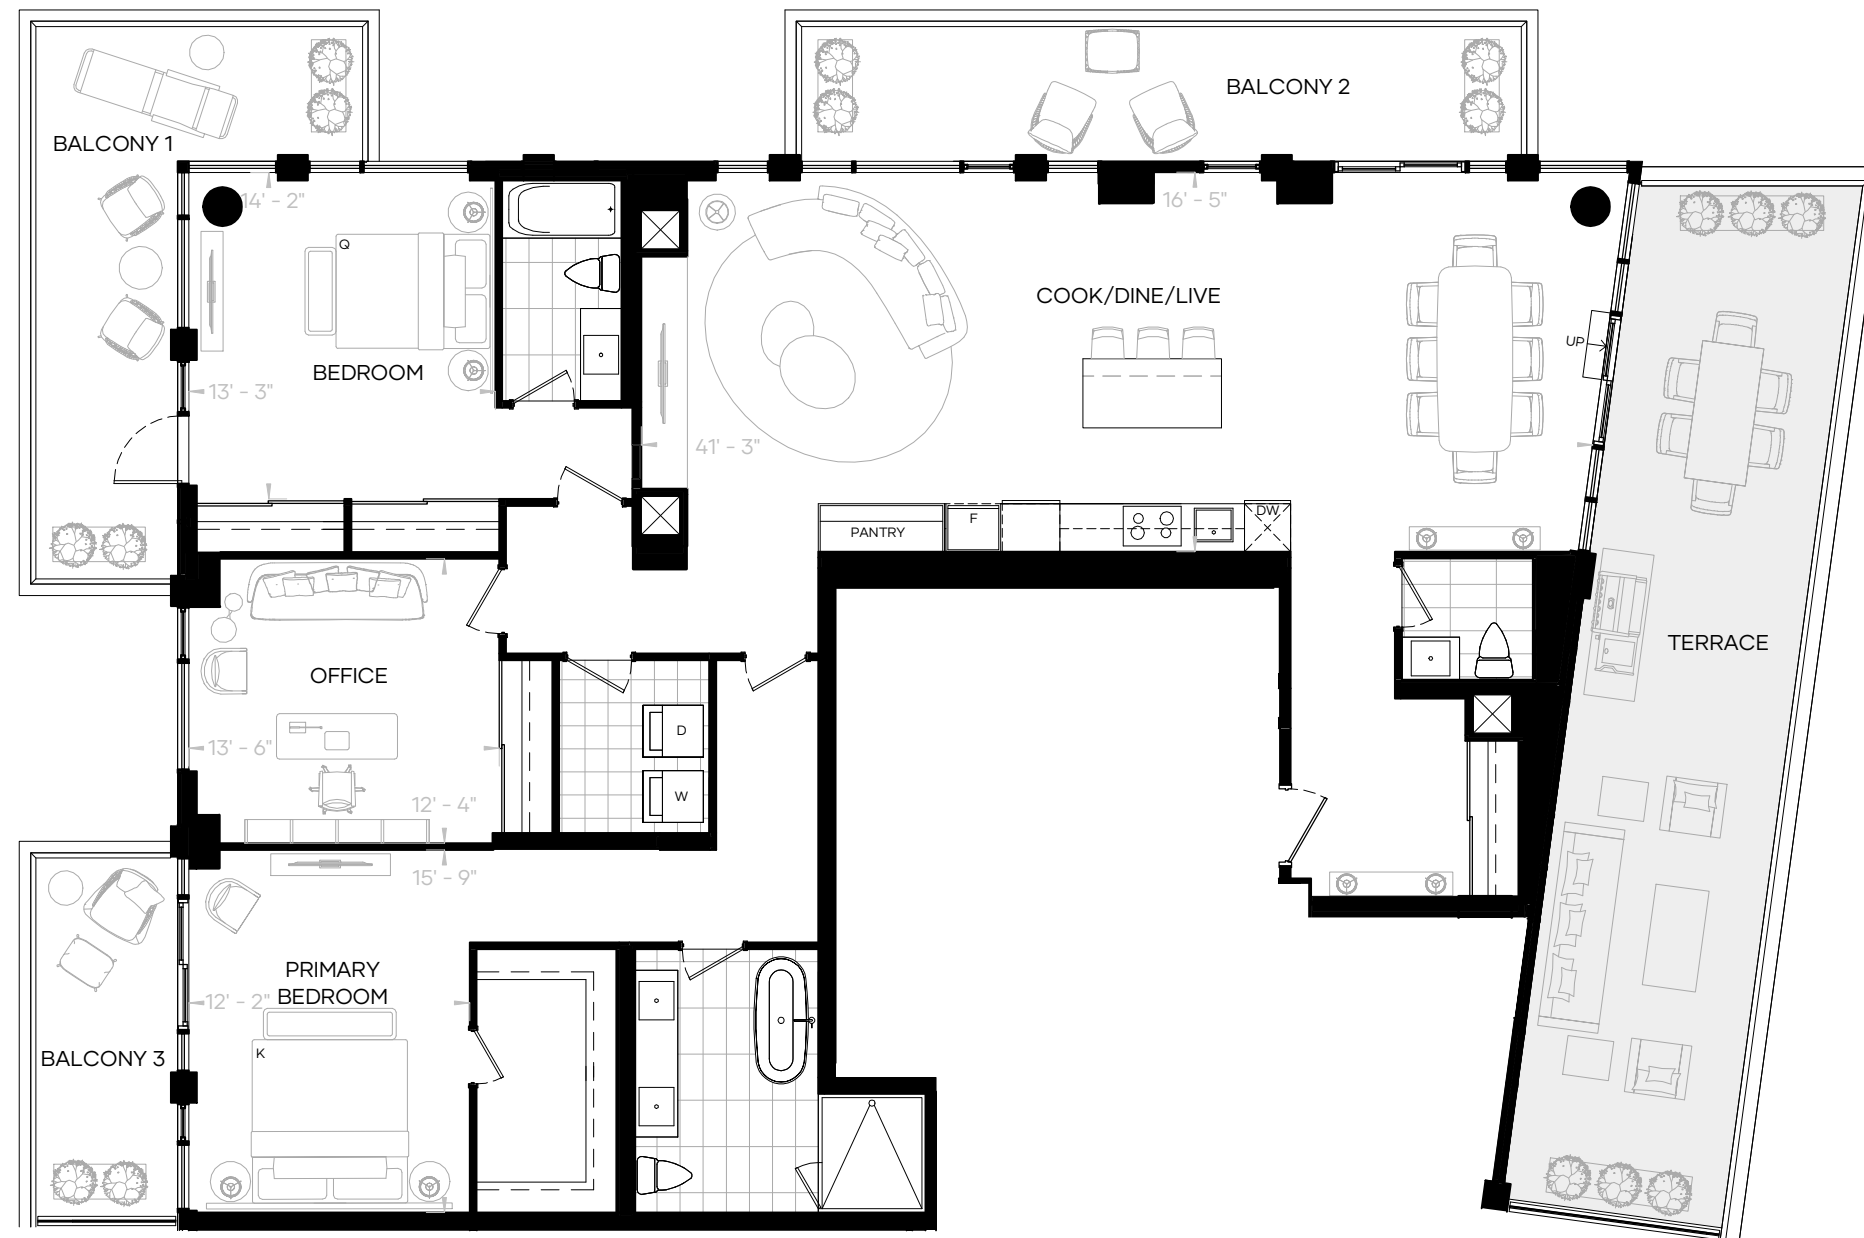 BALCONY 1
BALCONY 2
14' - 2"
16' - 5"
Q
COOK/DINE/LIVE
UP
BEDROOM
13' - 3"
41' - 3"
PANTRY
F
DW
TERRACE
OFFICE
D
13' - 6"
W
12' - 4"
15' - 9"
PRIMARY
BEDROOM
12' - 2"
K
BALCONY 3